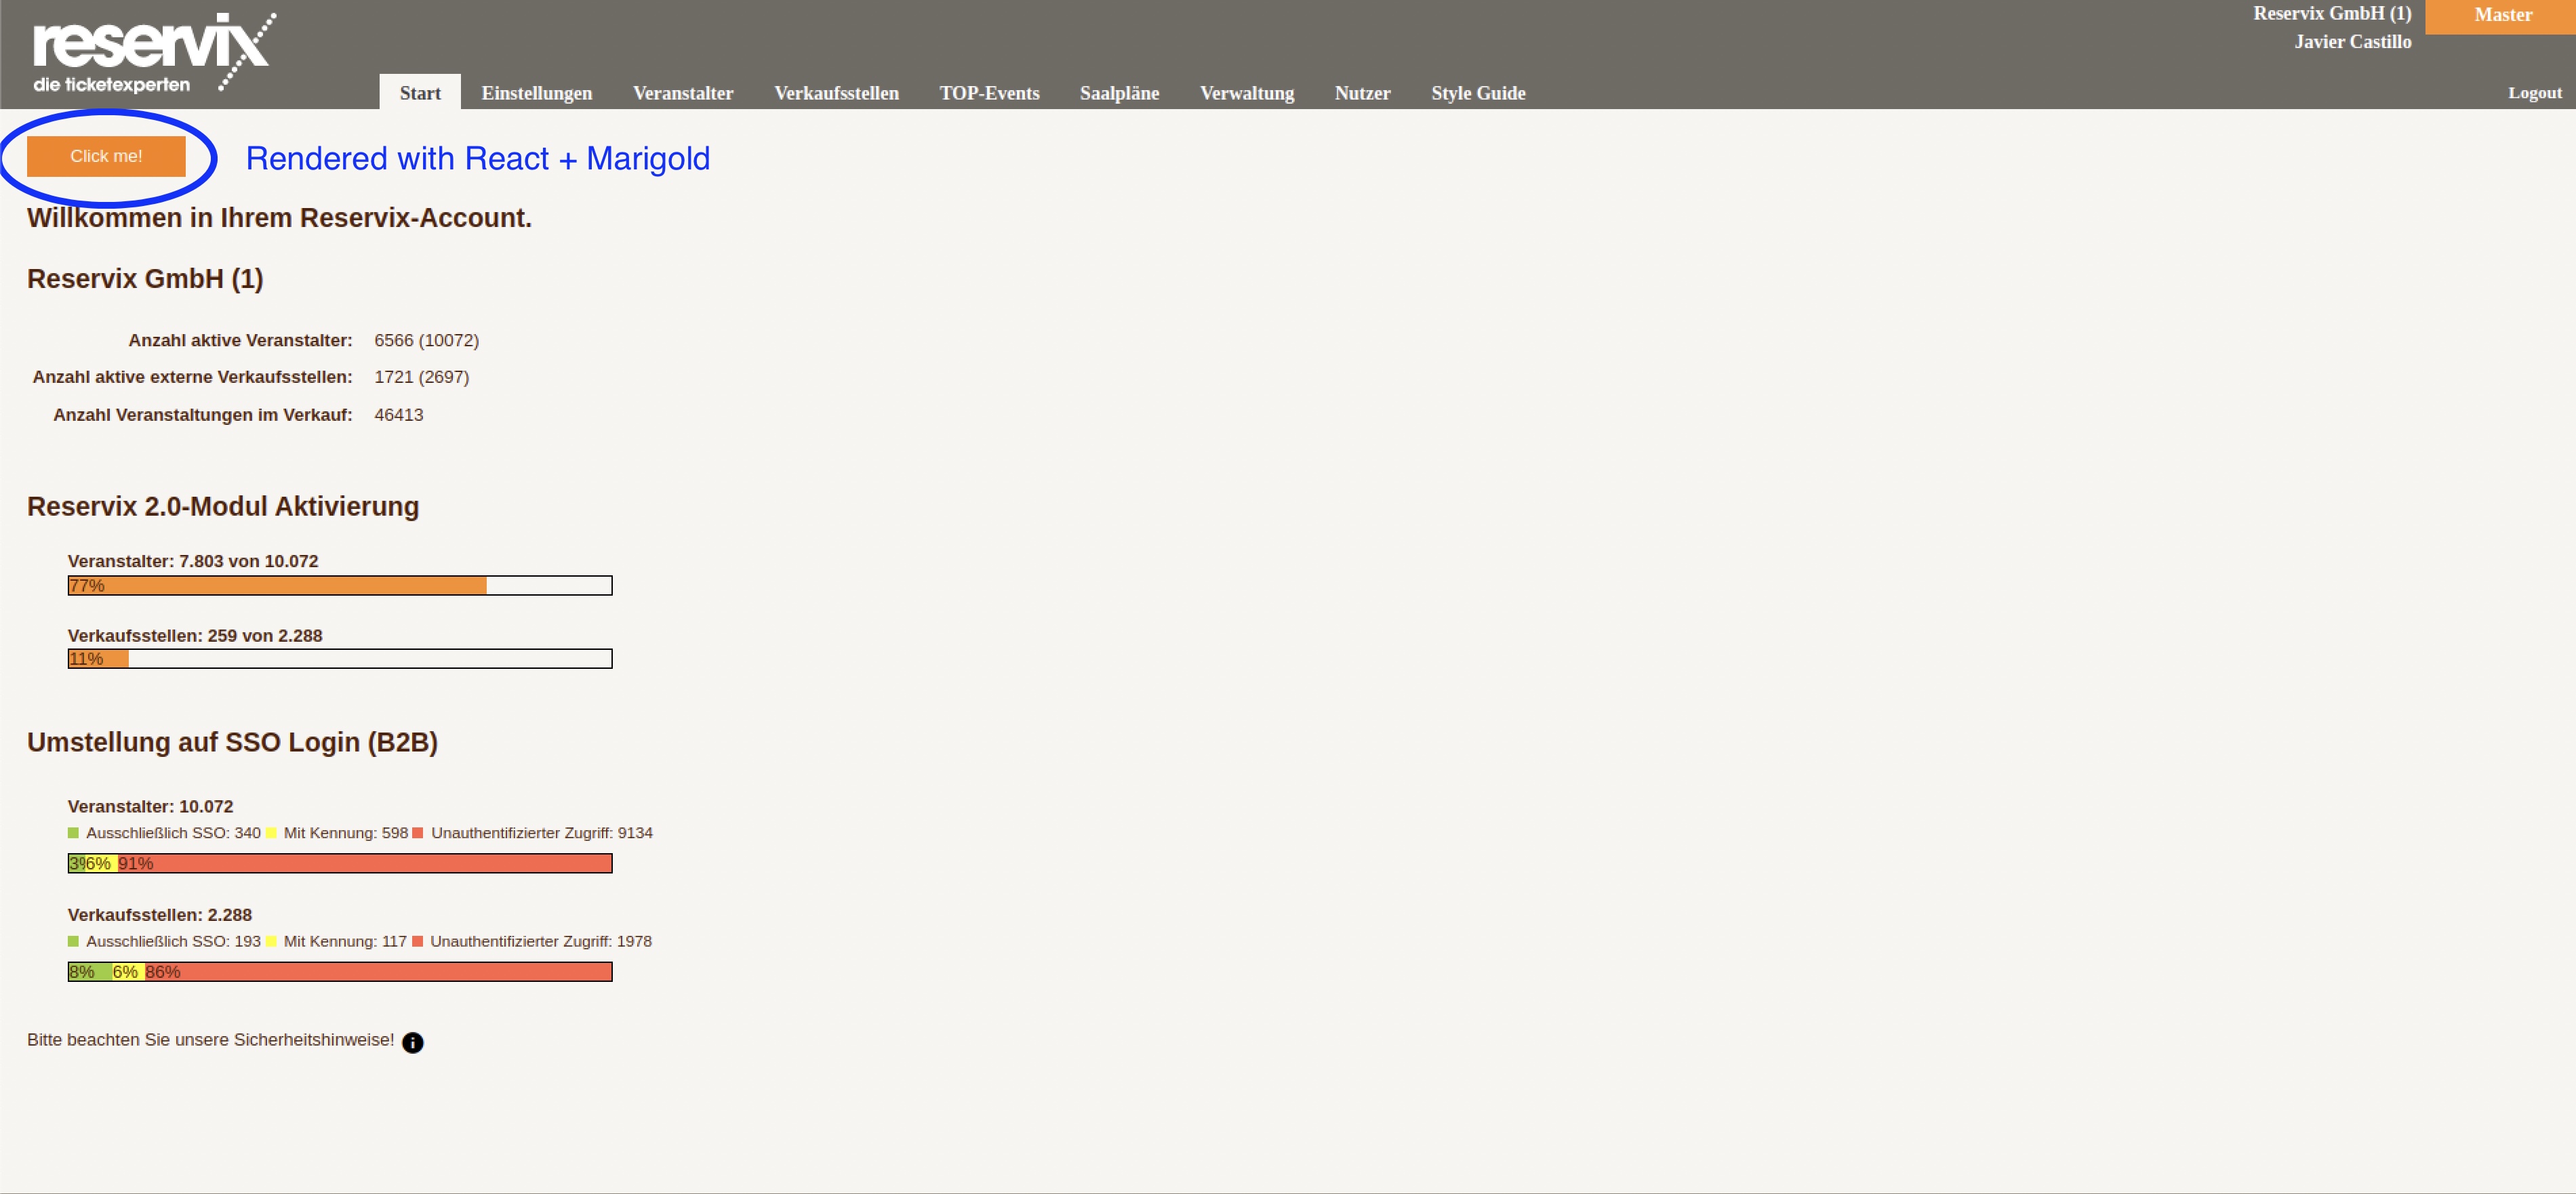 reservix
die ticketexperten
Reservix GmbH (1)
Master
Javier Castillo
Start Einstellungen Veranstalter Verkaufsstellen TOP-Events Saalpläne Verwaltung Nutzer Style Guide Logout
Click me! Rendered with React + Marigold
Willkommen in Ihrem Reservix-Account.
Reservix GmbH (1)
Anzahl aktive Veranstalter: 6566 (10072)
Anzahl aktive externe Verkaufsstellen: 1721 (2697)
Anzahl Veranstaltungen im Verkauf: 46413
Reservix 2.0-Modul Aktivierung
Veranstalter: 7.803 von 10.072
77%
Verkaufsstellen: 259 von 2.288
11%
Umstellung auf SSO Login (B2B)
Veranstalter: 10.072
Ausschließlich SSO: 340 Mit Kennung: 598 Unauthentifizierter Zugriff: 9134
3% 6% 91%
Verkaufsstellen: 2.288
Ausschließlich SSO: 193 Mit Kennung: 117 Unauthentifizierter Zugriff: 1978
8% 6% 86%
Bitte beachten Sie unsere Sicherheitshinweise! i